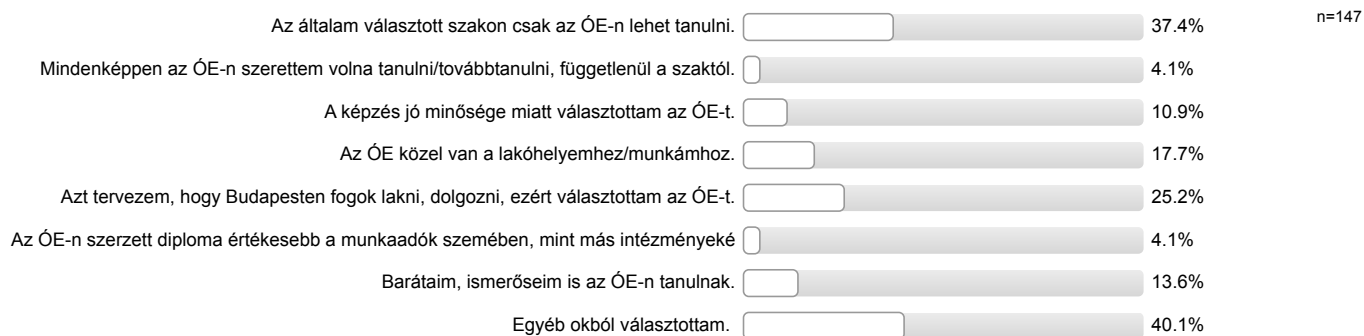 Az általam választott szakon csak az ÓE-n lehet tanulni. 37.4% n=147
Mindenképpen az ÓE-n szerettem volna tanulni/továbbtanulni, függetlenül a szaktól. 4.1%
A képzés jó minősége miatt választottam az ÓE-t. 10.9%
Az ÓE közel van a lakóhelyemhez/munkámhoz. 17.7%
Azt tervezem, hogy Budapesten fogok lakni, dolgozni, ezért választottam az ÓE-t. 25.2%
Az ÓE-n szerzett diploma értékesebb a munkaadók szemében, mint más intézményeké 4.1%
Barátaim, ismerőseim is az ÓE-n tanulnak. 13.6%
Egyéb okból választottam. 40.1%